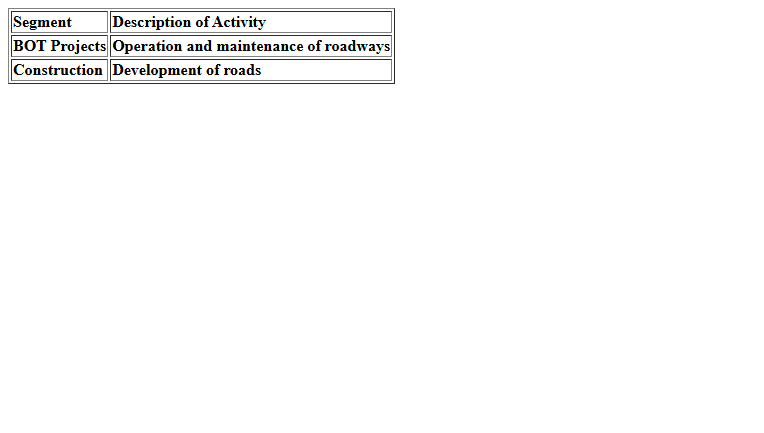 Segment Description of Activity
BOT Projects Operation and maintenance of roadways
Construction Development of roads